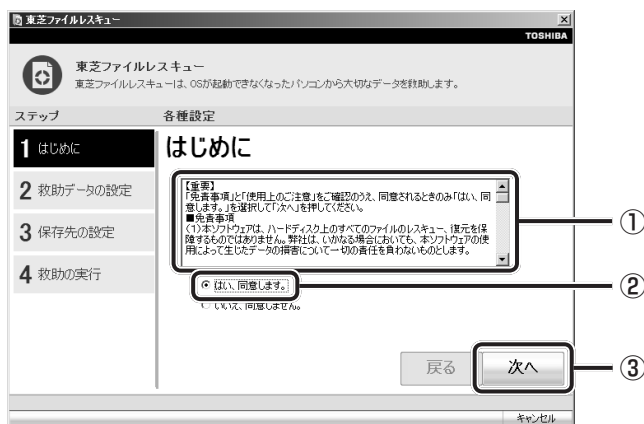 東芝ファイルレスキュー
TOSHIBA
東芝ファイルレスキュー
東芝ファイルレスキューは、OSが起動できなくなったパソコンから大切なデータを救助します。
ステップ
各種設定
1 はじめに
2 救助データの設定
3 保存先の設定
4 救助の実行
はじめに
【重要】
「免責事項」と「使用上のご注意」をご確認のうえ、同意されるときのみ「はい、同
意します。」を選択して「次へ」を押してください。
■免責事項
(1)本ソフトウェアは、ハードディスク上のすべてのファイルのレスキュー、復元を保
障するものではありません。弊社は、いかなる場合においても、本ソフトウェアの使
用によって生じたデータの損害について一切の責任を負わないものとします。
①
はい、同意します。
②
いいえ、同意しません。
戻る
次へ
③
キャンセル